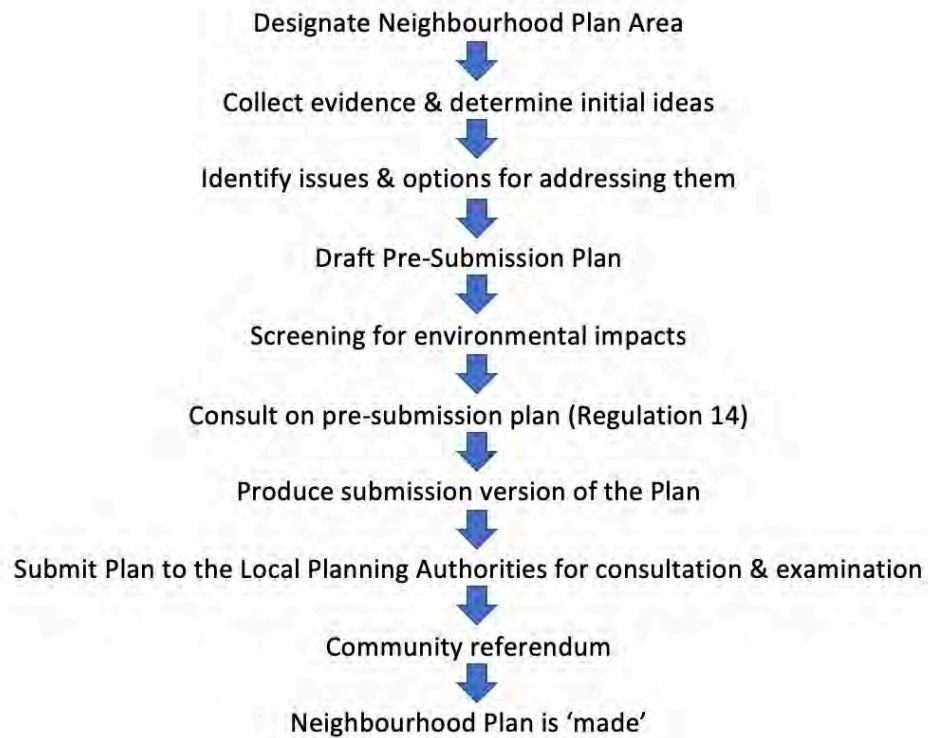 Designate Neighbourhood Plan Area
Collect evidence & determine initial ideas
Identify issues & options for addressing them
Draft Pre-Submission Plan
Screening for environmental impacts
Consult on pre-submission plan (Regulation 14)
Produce submission version of the Plan
Submit Plan to the Local Planning Authorities for consultation & examination
Community referendum
Neighbourhood Plan is ‘made’